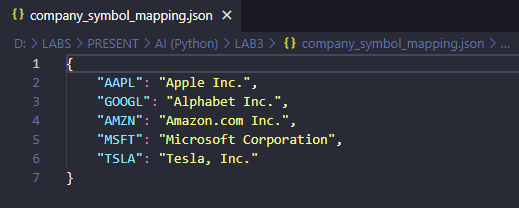 {} company_symbol_mapping.json ×
D: > LABS > PRESENT > AI (Python) > LAB3 > {} company_symbol_mapping.json > ...
1 {
2 "AAPL": "Apple Inc.",
3 "GOOGL": "Alphabet Inc.",
4 "AMZN": "Amazon.com Inc.",
5 "MSFT": "Microsoft Corporation",
6 "TSLA": "Tesla, Inc."
7 }